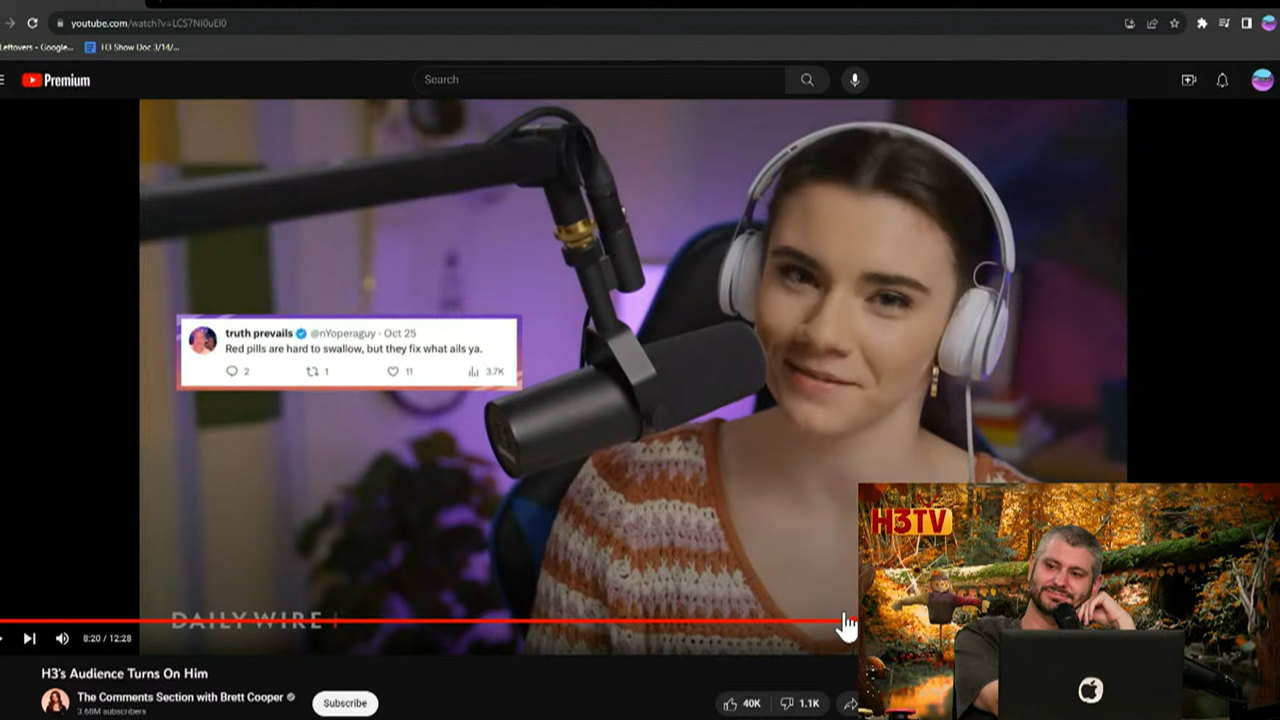 youtube.com/watch?v=LCS7NI0uEI0
Leftovers - Google...
H3 Show Doc 3/14/...
Premium
Search
truth prevails @nYoperaguy · Oct 25
Red pills are hard to swallow, but they fix what ails ya.
2
1
11
3.7K
H3TV
DAILY WIRE +
8:20 / 12:28
H3's Audience Turns On Him
The Comments Section with Brett Cooper
3.68M subscribers
Subscribe
40K
1.1K